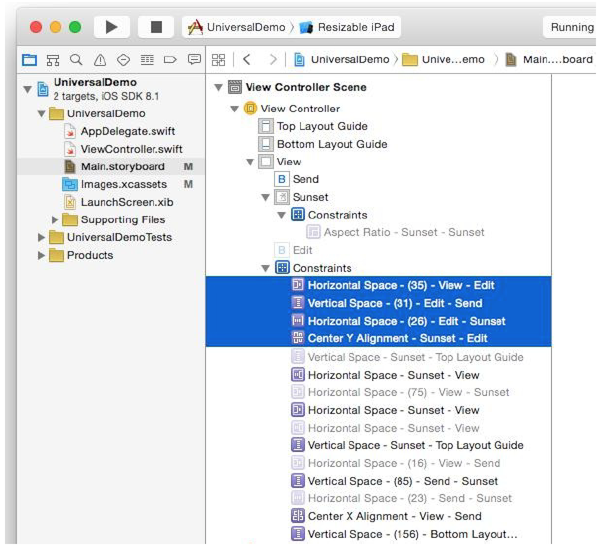 UniversalDemo
Resizable iPad
Running
UniversalDemo
Unive...emo
Main....board
UniversalDemo
2 targets, iOS SDK 8.1
UniversalDemo
AppDelegate.swift
ViewController.swift
Main.storyboard M
Images.xcassets M
LaunchScreen.xib
Supporting Files
UniversalDemoTests
Products
View Controller Scene
View Controller
Top Layout Guide
Bottom Layout Guide
View
B Send
Sunset
Constraints
Aspect Ratio - Sunset - Sunset
B Edit
Constraints
Horizontal Space - (35) - View - Edit
Vertical Space - (31) - Edit - Send
Horizontal Space - (26) - Edit - Sunset
Center Y Alignment - Sunset - Edit
Vertical Space - Sunset - Top Layout Guide
Horizontal Space - Sunset - View
Horizontal Space - (75) - View - Sunset
Horizontal Space - Sunset - View
Horizontal Space - Sunset - View
Vertical Space - Sunset - Top Layout Guide
Horizontal Space - (16) - View - Send
Vertical Space - (85) - Send - Sunset
Horizontal Space - (23) - Send - Sunset
Center X Alignment - View - Send
Vertical Space - (156) - Bottom Layout...